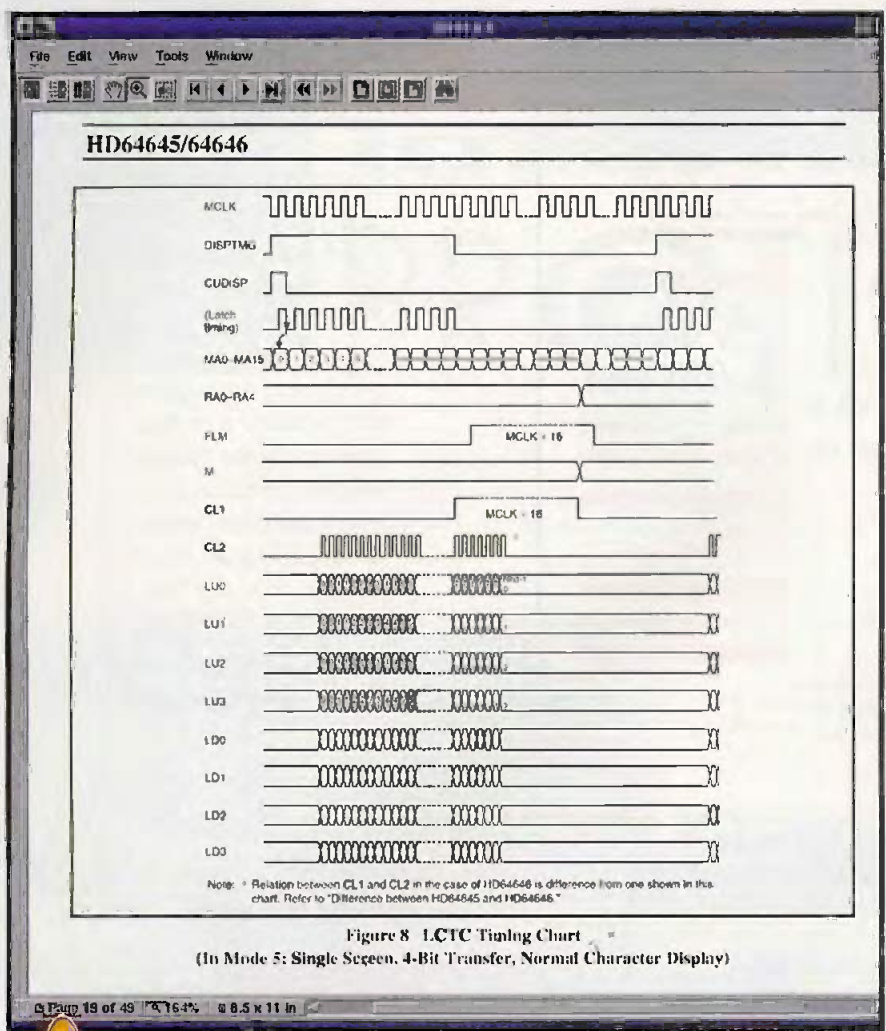 File Edit View Tools Window
HD64645/64646
MCLK
DISPTMG
CUDISP
(Latch
timing)
MA0–MA15
RA0–RA4
FLM
MCLK × 16
M
CL1
MCLK × 16
CL2
LU0
LU1
LU2
LU3
LD0
LD1
LD2
LD3
Note: * Relation between CL1 and CL2 in the case of HD64646 is difference from one shown in this
chart. Refer to "Difference between HD64645 and HD64646."
Figure 8 LCTC Timing Chart
(In Mode 5: Single Screen, 4-Bit Transfer, Normal Character Display)
Page 19 of 49 164% 8.5 x 11 in